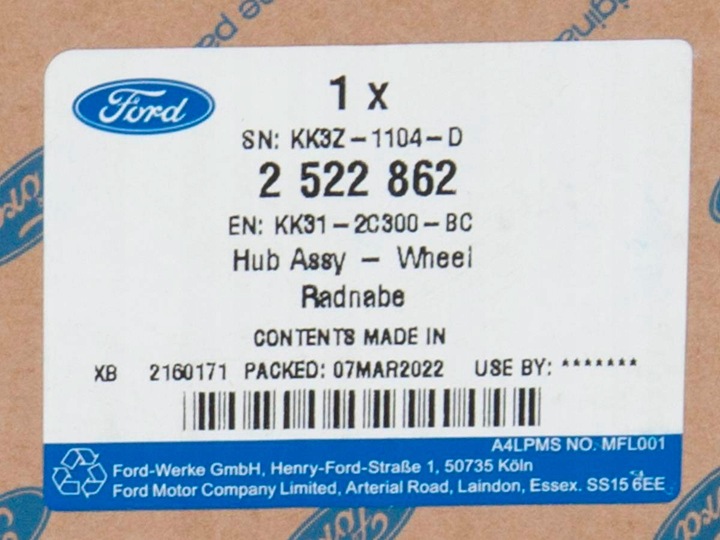 Ford
1 x
SN: KK3Z-1104-D
2 522 862
EN: KK31-2C300-BC
Hub Assy - Wheel
Radnabe
CONTENTS MADE IN
XB 2160171 PACKED: 07MAR2022 USE BY: *******
A4LPMS NO. MFL001
Ford-Werke GmbH, Henry-Ford-Straße 1, 50735 Köln
Ford Motor Company Limited, Arterial Road, Laindon, Essex. SS15 6EE
Ford